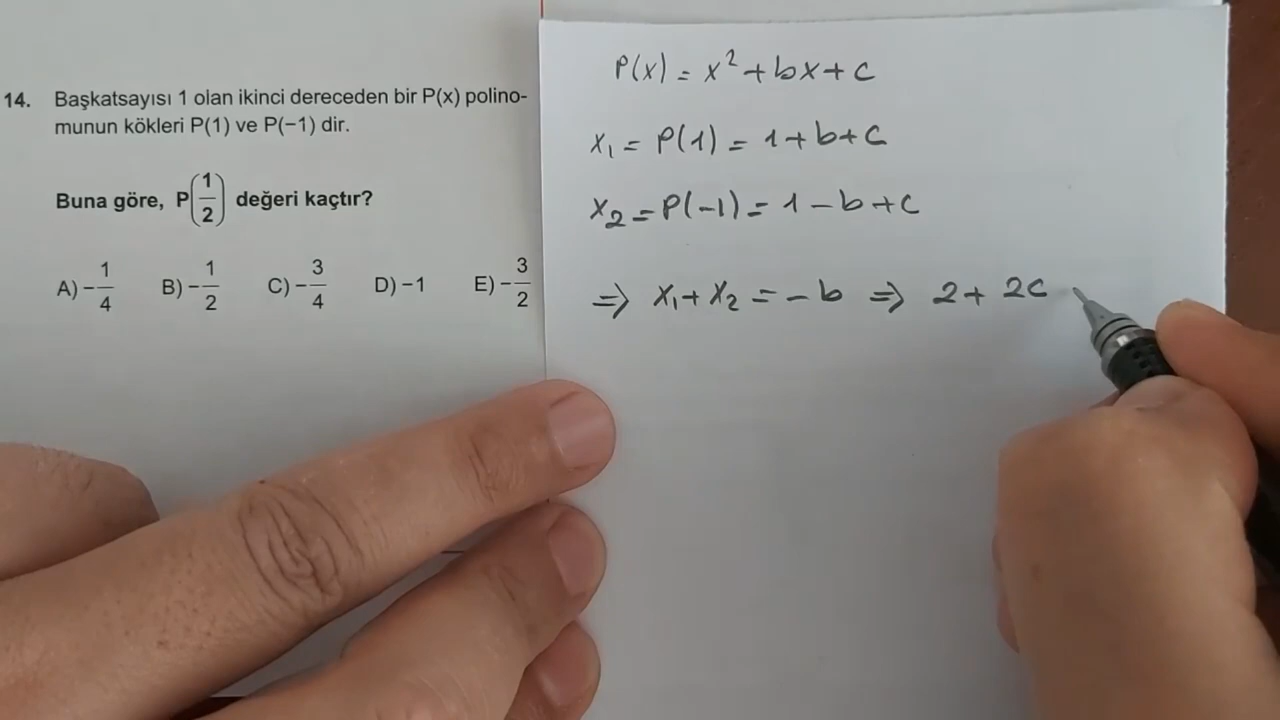 14. Başkatsayısı 1 olan ikinci dereceden bir P(x) polino-
munun kökleri P(1) ve P(−1) dir.
Buna göre, P(1/2) değeri kaçtır?
A) −1/4 B) −1/2 C) −3/4 D) −1 E) −3/2
P(x) = x² + bx + c
x₁ = P(1) = 1 + b + c
x₂ = P(−1) = 1 − b + c
⇒ x₁ + x₂ = − b ⇒ 2 + 2c